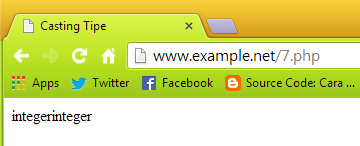 Casting Tipe
www.example.net/7.php
Apps Twitter Facebook Source Code: Cara ...
integerinteger